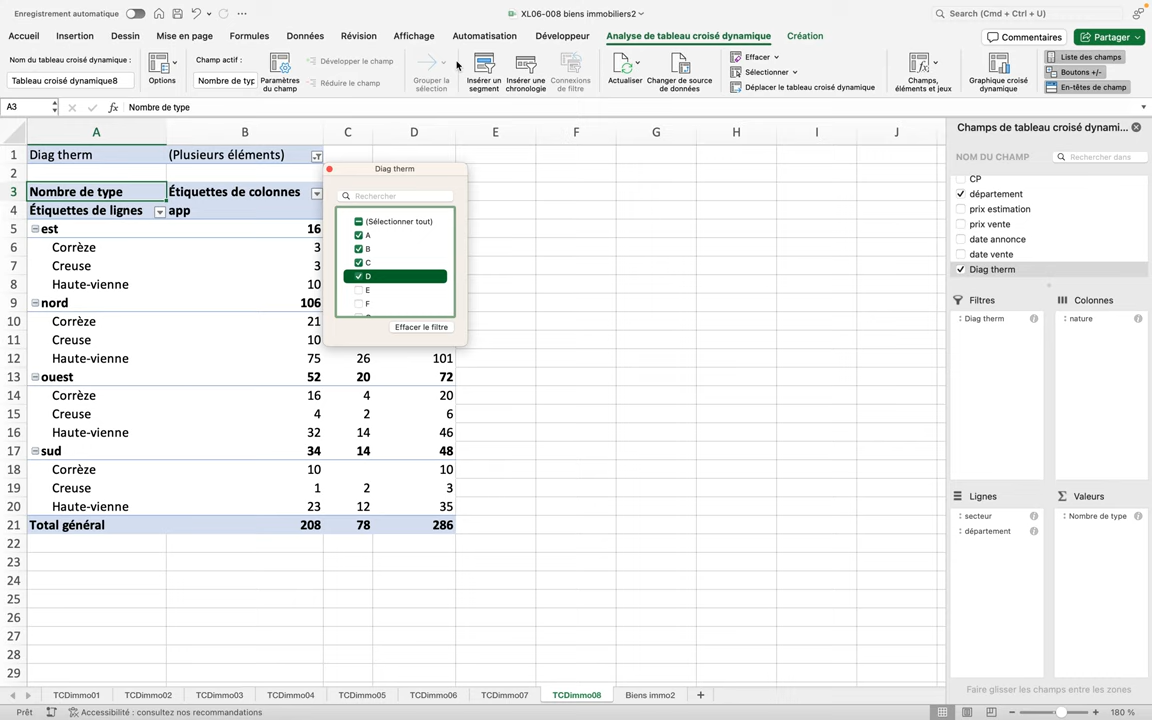 Enregistrement automatique
XL06-008 biens immobiliers2
Search (Cmd + Ctrl + U)
Accueil Insertion Dessin Mise en page Formules Données Révision Affichage Automatisation Développeur Analyse de tableau croisé dynamique Création
Commentaires
Partager
Nom du tableau croisé dynamique :
Tableau croisé dynamique8
Options
Champ actif :
Nombre de typ
Paramètres du champ
Développer le champ
Réduire le champ
Grouper la sélection
Insérer un segment
Insérer une chronologie
Connexions de filtre
Actualiser
Changer de source de données
Effacer
Sélectionner
Déplacer le tableau croisé dynamique
Champs, éléments et jeux
Graphique croisé dynamique
Liste des champs
Boutons +/-
En-têtes de champ
A3
fx Nombre de type
A B C D E F G H I J
1 Diag therm (Plusieurs éléments)
2
3 Nombre de type Étiquettes de colonnes
4 Étiquettes de lignes app
5 est 16
6 Corrèze 3
7 Creuse 3
8 Haute-vienne 10
9 nord 106
10 Corrèze 21
11 Creuse 10
12 Haute-vienne 75 26 101
13 ouest 52 20 72
14 Corrèze 16 4 20
15 Creuse 4 2 6
16 Haute-vienne 32 14 46
17 sud 34 14 48
18 Corrèze 10 10
19 Creuse 1 2 3
20 Haute-vienne 23 12 35
21 Total général 208 78 286
22
23
24
25
26
27
28
29
Diag therm
Rechercher
(Sélectionner tout)
A
B
C
D
E
F
Effacer le filtre
Champs de tableau croisé dynami...
NOM DU CHAMP
Rechercher dans
CP
département
prix estimation
prix vente
date annonce
date vente
Diag therm
Filtres
Diag therm
Colonnes
nature
Lignes
secteur
département
Valeurs
Nombre de type
Faire glisser les champs entre les zones
TCDimmo01 TCDimmo02 TCDimmo03 TCDimmo04 TCDimmo05 TCDimmo06 TCDimmo07 TCDimmo08 Biens immo2
Prêt
Accessibilité : consultez nos recommandations
180 %